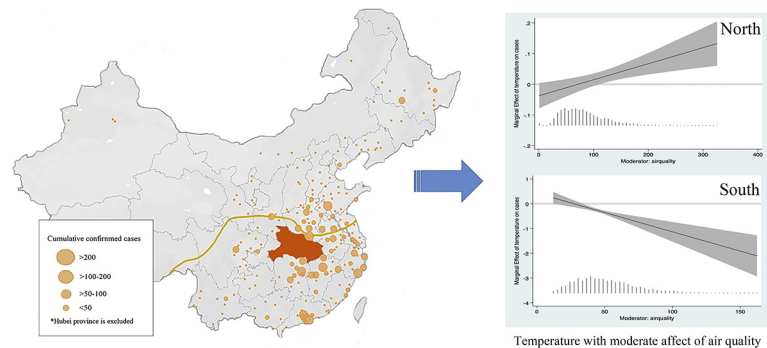 Cumulative confirnmed cases
>200
>100-200
>50-100
<50
*Hubei province is excluded
North
Marginal Effect of temperature on cases
.2
.1
0
-.1
-.2
0 100 200 300 400
Moderator: airquality
South
Marginal Effect of temperature on cases
1
0
-1
-2
-3
-4
0 50 100 150
Moderator: airquality
Temperature with moderate affect of air quality